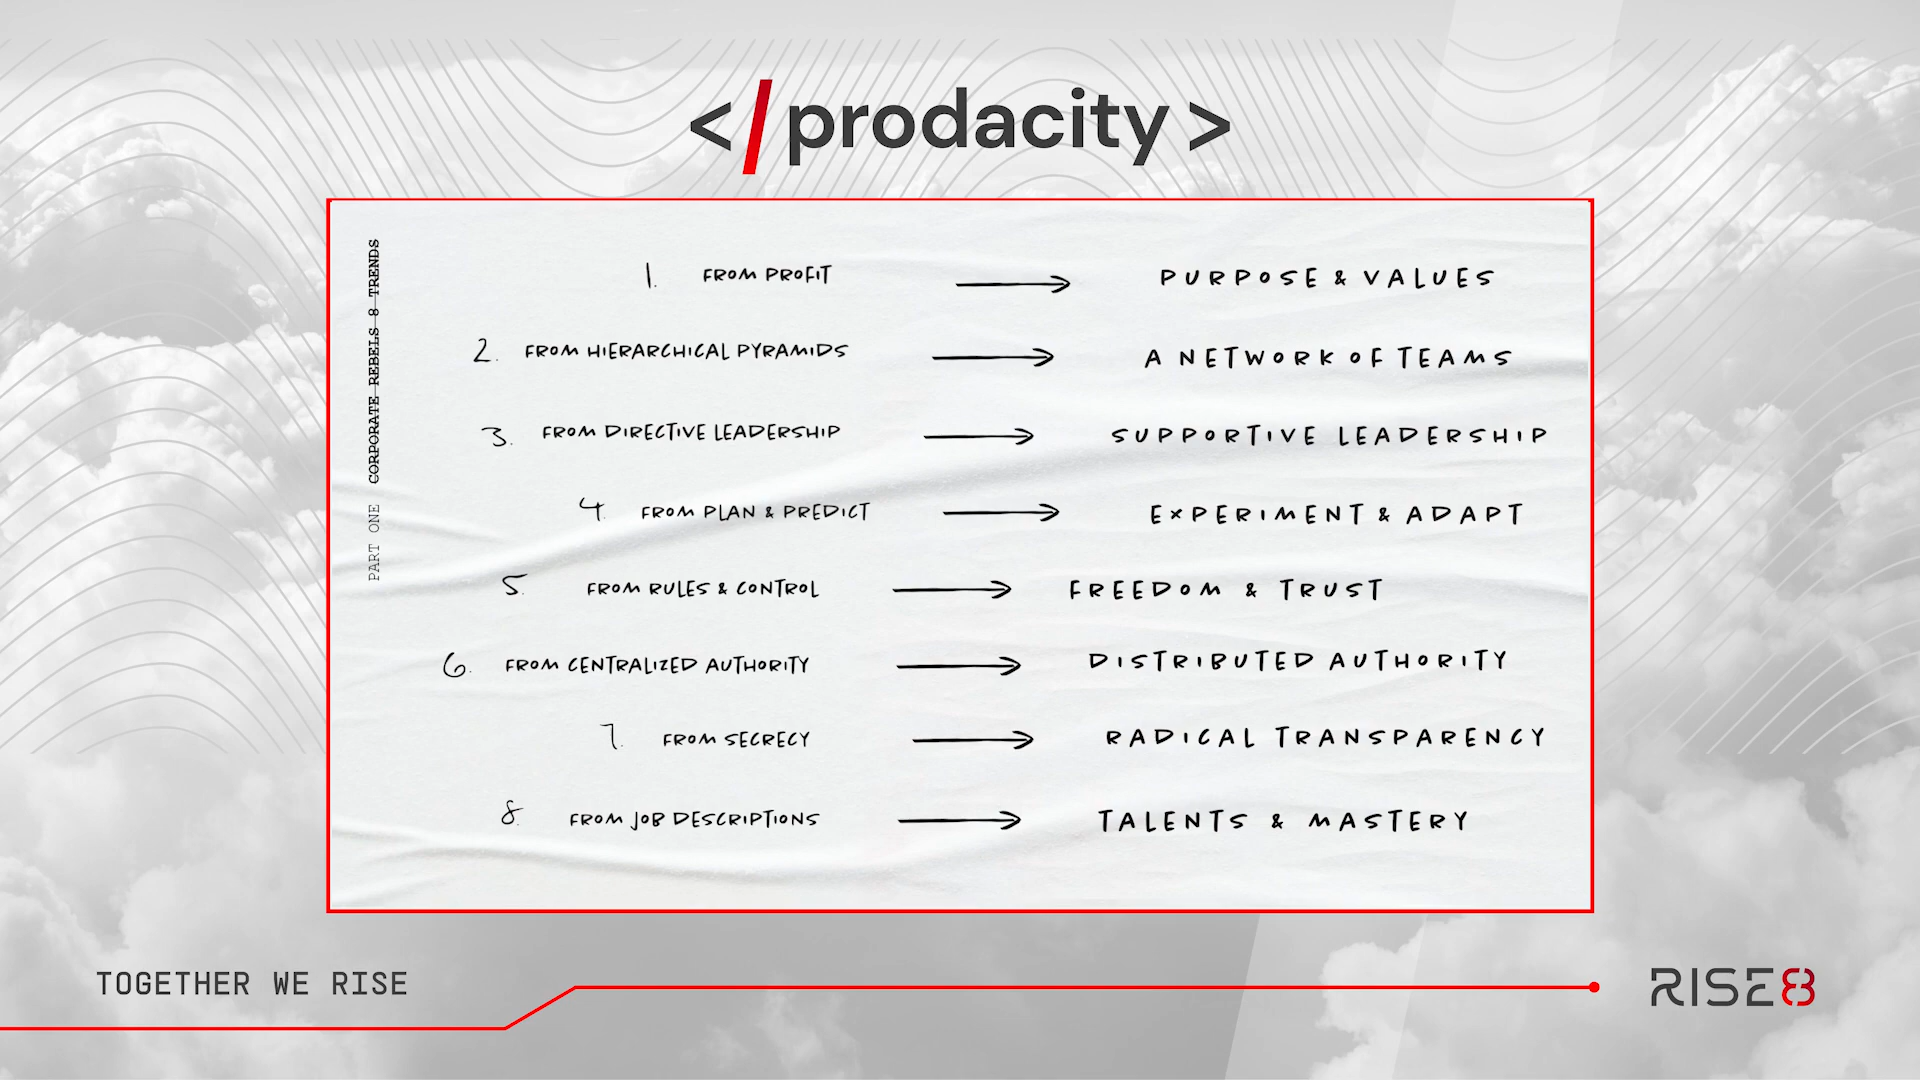 </prodacity>
PART ONE CORPORATE REBELS 8 TRENDS
1. FROM PROFIT → PURPOSE & VALUES
2. FROM HIERARCHICAL PYRAMIDS → A NETWORK OF TEAMS
3. FROM DIRECTIVE LEADERSHIP → SUPPORTIVE LEADERSHIP
4. FROM PLAN & PREDICT → EXPERIMENT & ADAPT
5. FROM RULES & CONTROL → FREEDOM & TRUST
6. FROM CENTRALIZED AUTHORITY → DISTRIBUTED AUTHORITY
7. FROM SECRECY → RADICAL TRANSPARENCY
8. FROM JOB DESCRIPTIONS → TALENTS & MASTERY
TOGETHER WE RISE
RISE8